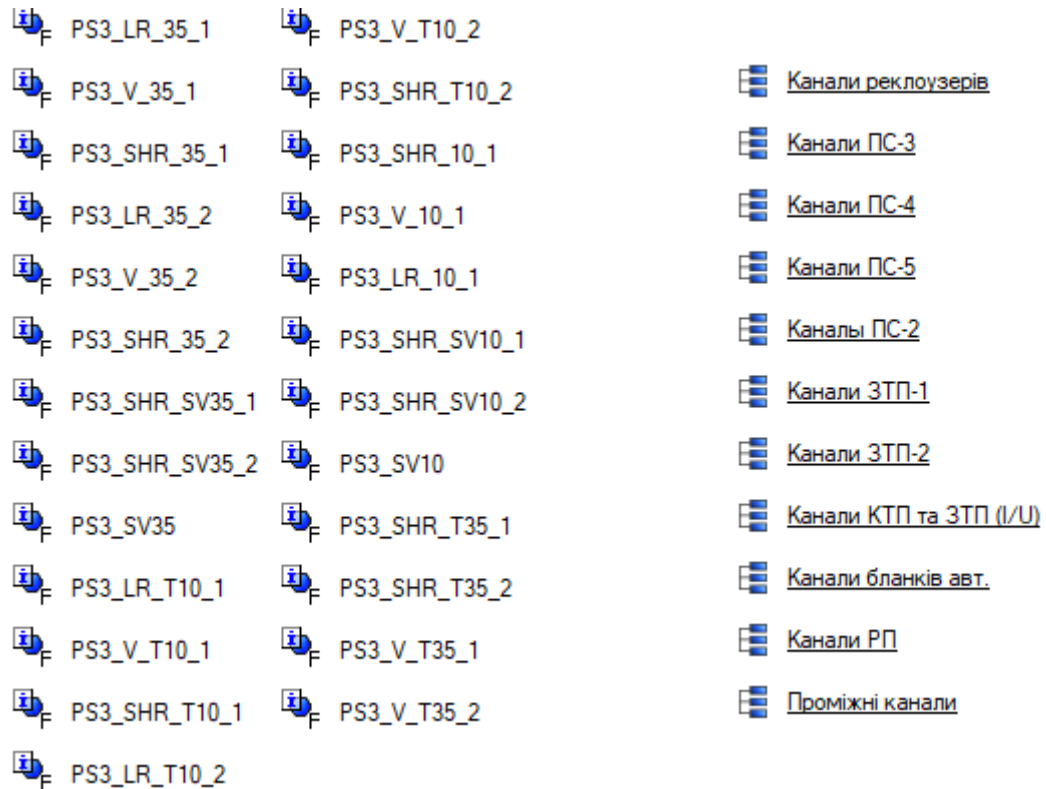 PS3_LR_35_1
PS3_V_35_1
PS3_SHR_35_1
PS3_LR_35_2
PS3_V_35_2
PS3_SHR_35_2
PS3_SHR_SV35_1
PS3_SHR_SV35_2
PS3_SV35
PS3_LR_T10_1
PS3_V_T10_1
PS3_SHR_T10_1
PS3_LR_T10_2
PS3_V_T10_2
PS3_SHR_T10_2
PS3_SHR_10_1
PS3_V_10_1
PS3_LR_10_1
PS3_SHR_SV10_1
PS3_SHR_SV10_2
PS3_SV10
PS3_SHR_T35_1
PS3_SHR_T35_2
PS3_V_T35_1
PS3_V_T35_2
Канали реклоузерів
Канали ПС-3
Канали ПС-4
Канали ПС-5
Каналы ПС-2
Канали ЗТП-1
Канали ЗТП-2
Канали КТП та ЗТП (I/U)
Канали бланків авт.
Канали РП
Проміжні канали